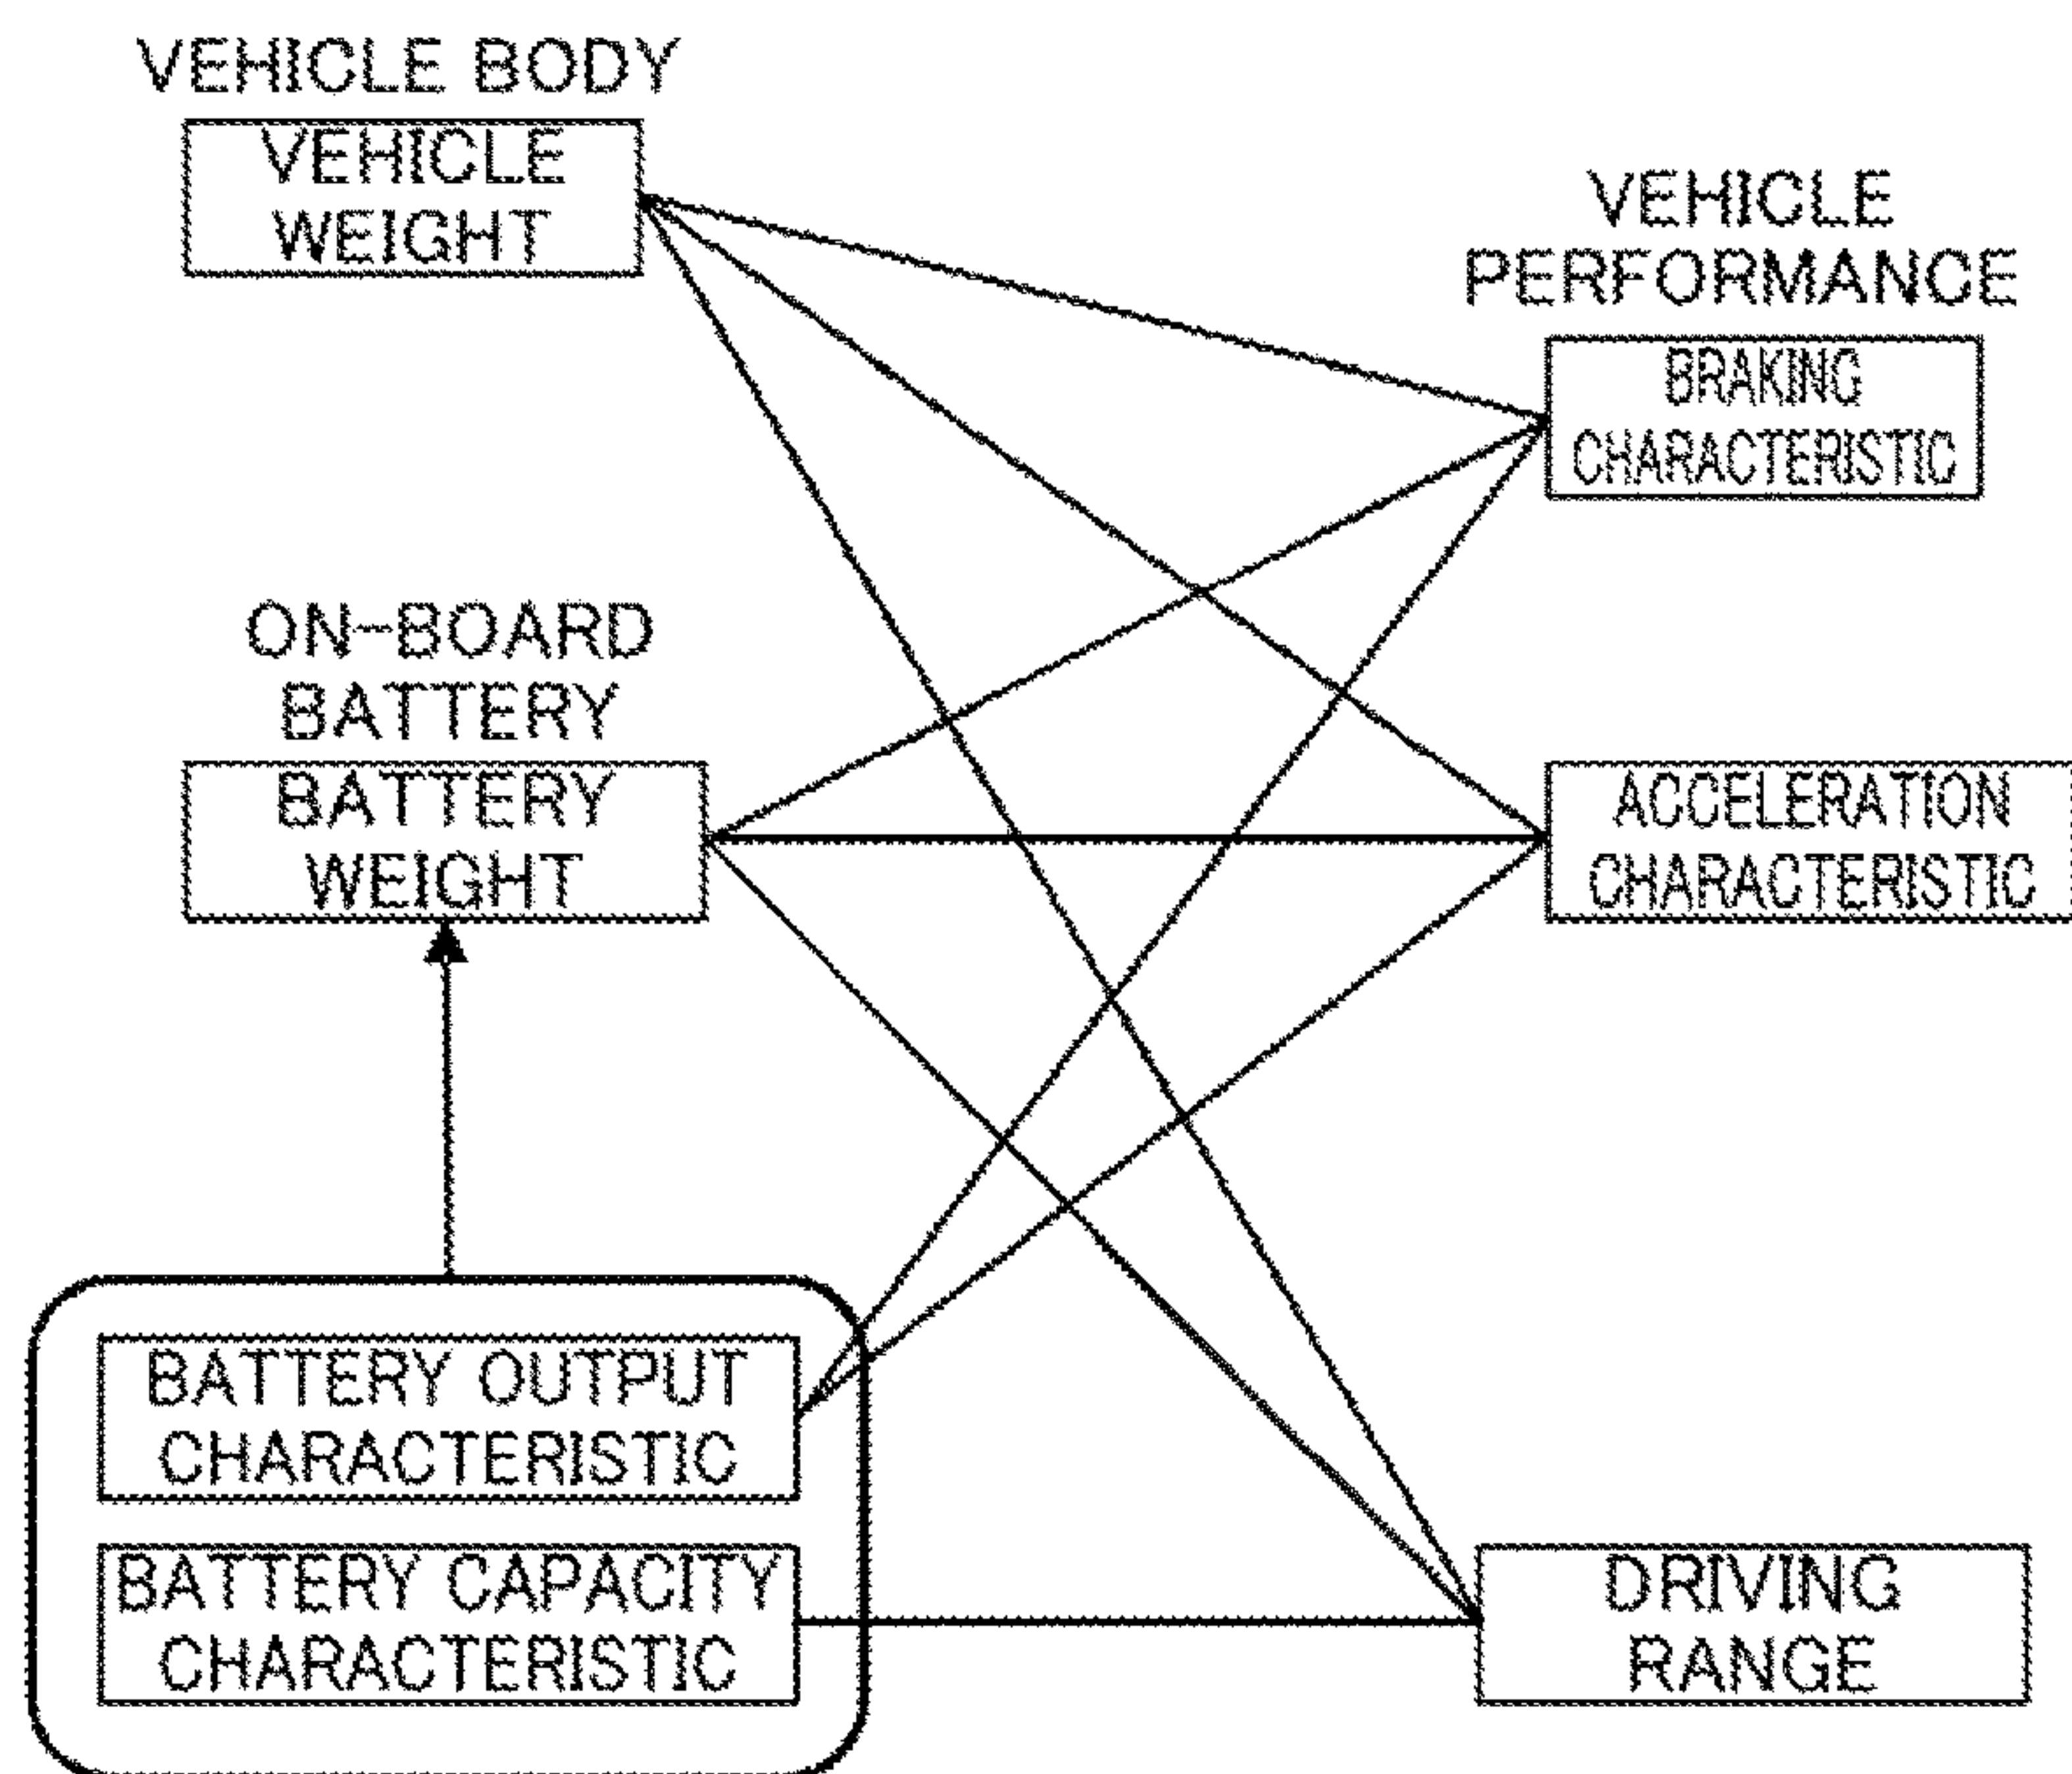 VEHICLE BODY
VEHICLE
WEIGHT
VEHICLE
PERFORMANCE
BRAKING
CHARACTERISTIC
ON-BOARD
BATTERY
BATTERY
WEIGHT
ACCELERATION
CHARACTERISTIC
BATTERY OUTPUT
CHARACTERISTIC
BATTERY CAPACITY
CHARACTERISTIC
DRIVING
RANGE